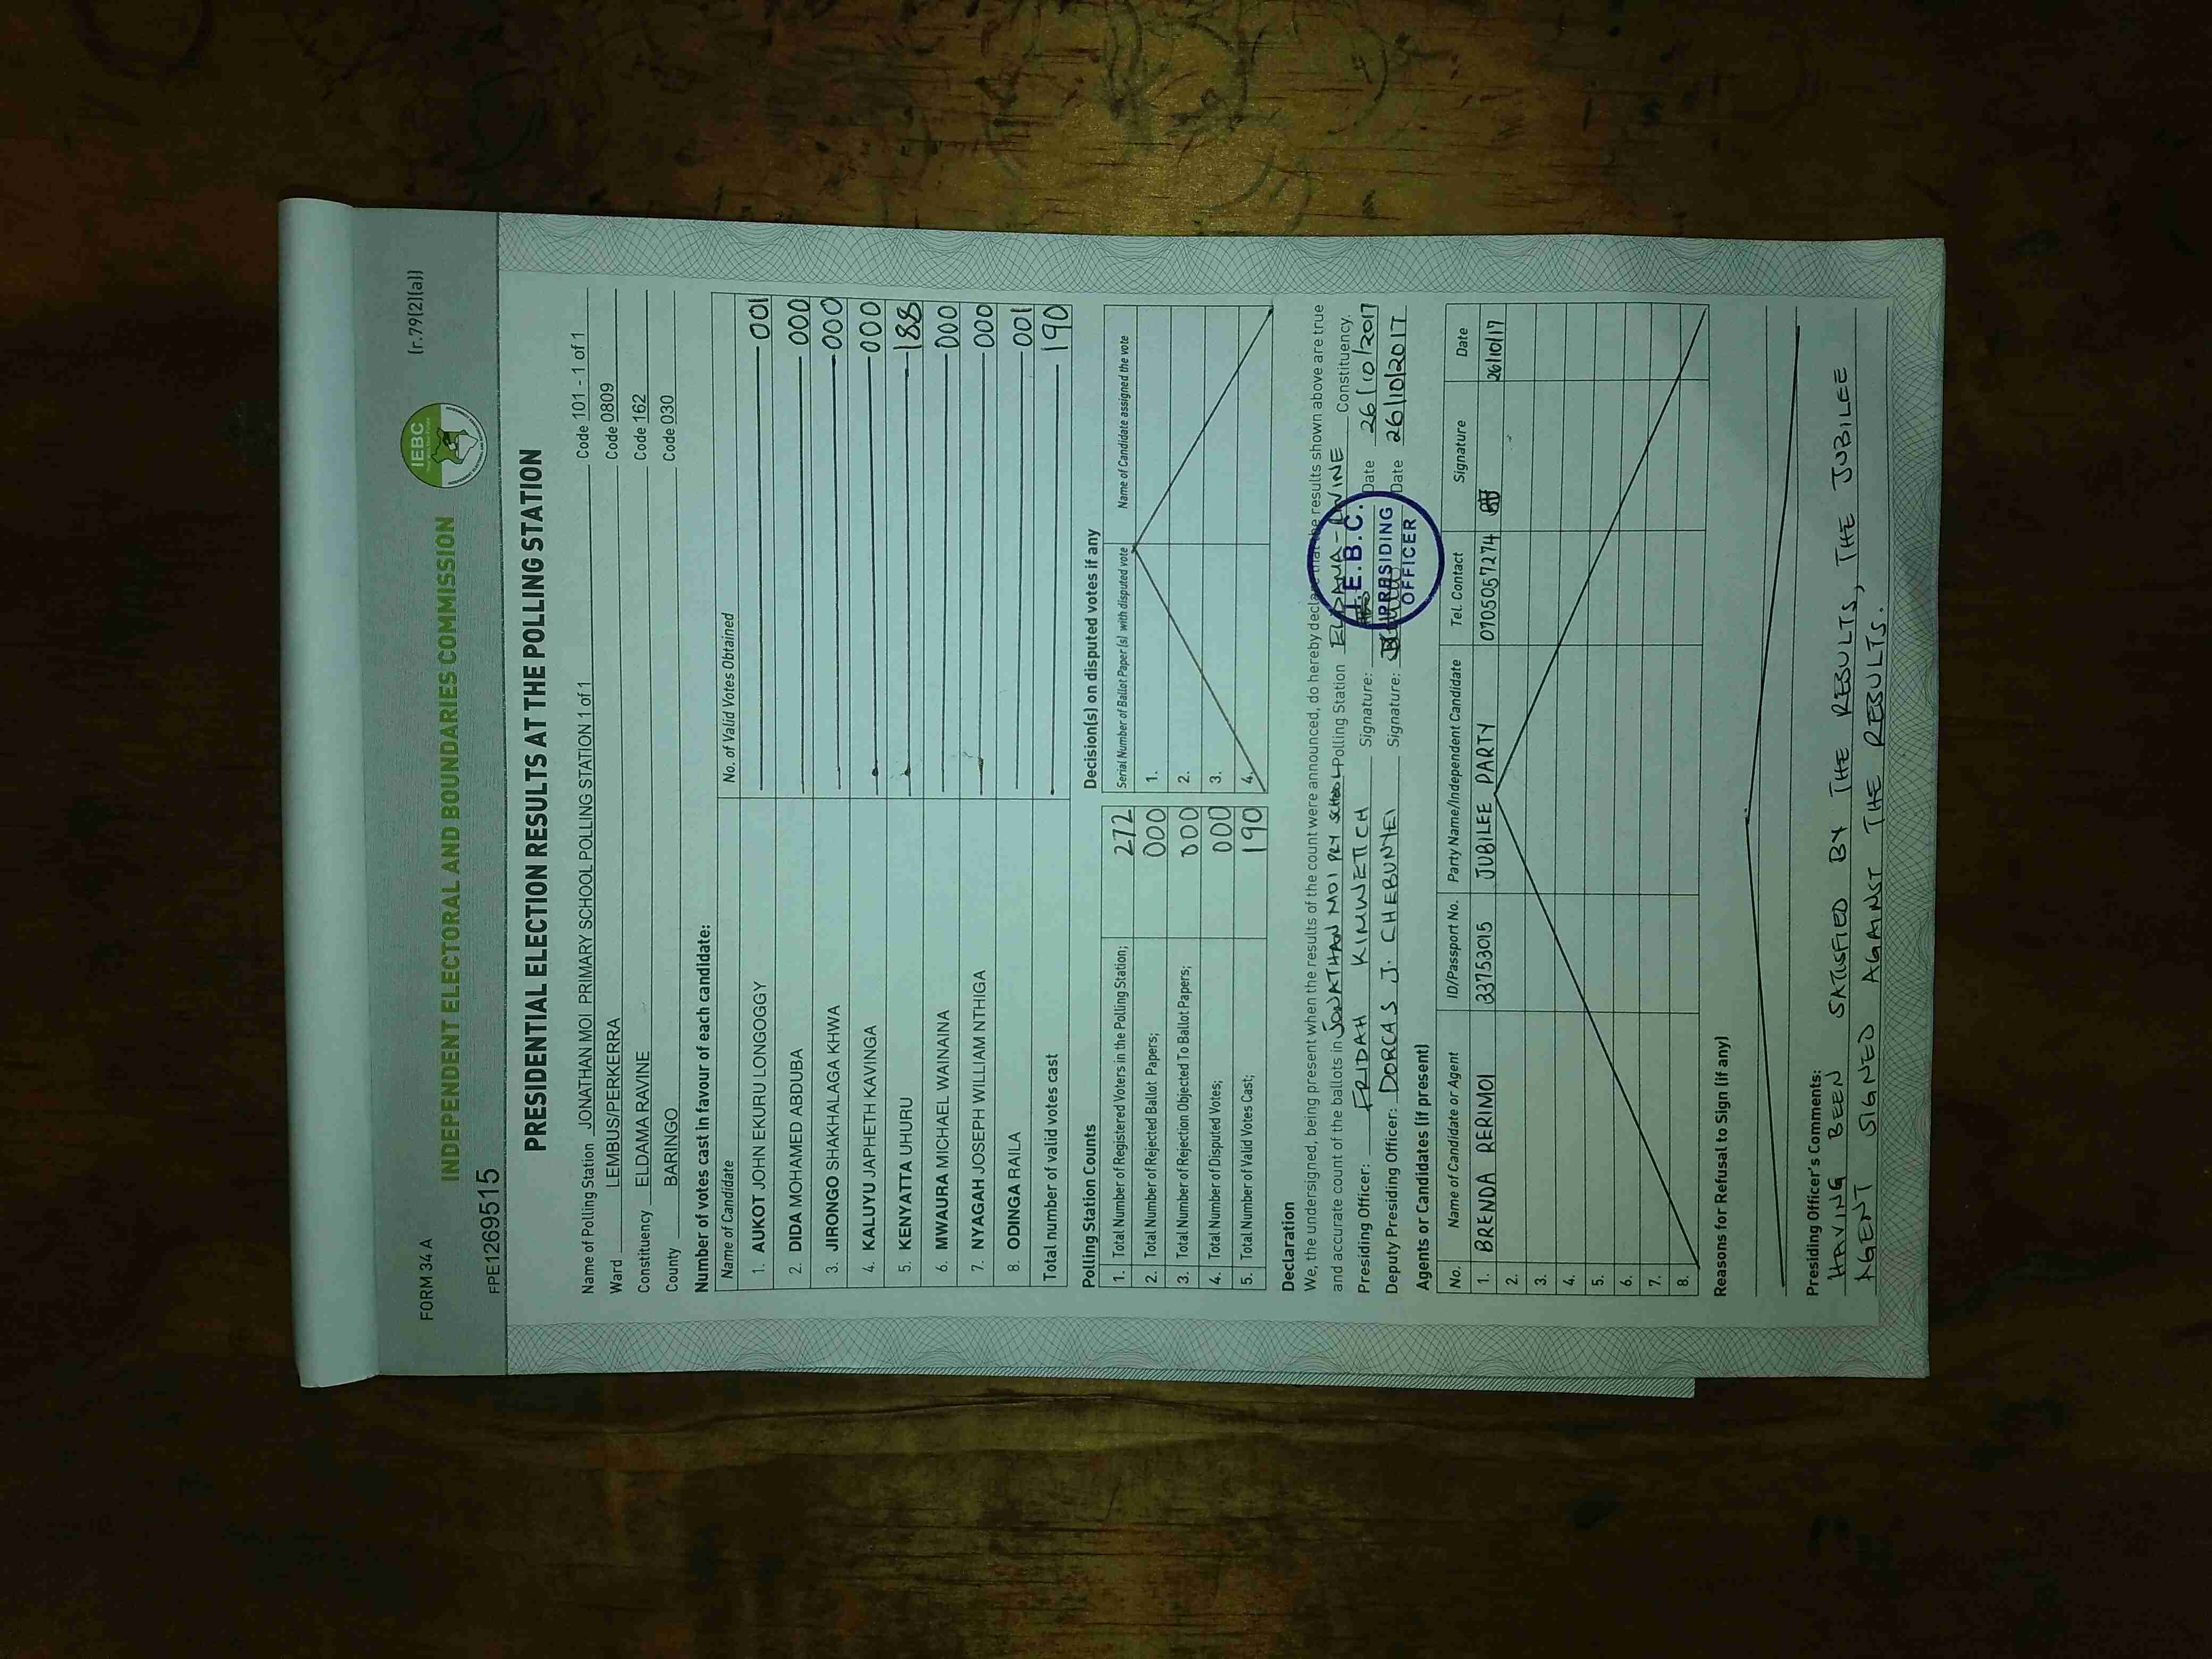 FORM 34 A
(r.79(2)(a))
INDEPENDENT ELECTORAL AND BOUNDARIES COMMISSION
IEBC
FPE1269515
PRESIDENTIAL ELECTION RESULTS AT THE POLLING STATION
Name of Polling Station JONATHAN MOI PRIMARY SCHOOL POLLING STATION 1 of 1 Code 101 - 1 of 1
Ward LEMBUS/PERKERRA Code 0809
Constituency ELDAMA RAVINE Code 162
County BARINGO Code 030
Number of votes cast in favour of each candidate:
Name of Candidate No. of Valid Votes Obtained
1. AUKOT JOHN EKURU LONGOGGY 001
2. DIDA MOHAMED ABDUBA 000
3. JIRONGO SHAKHALAGA KHWA 000
4. KALUYU JAPHETH KAVINGA 000
5. KENYATTA UHURU 188
6. MWAURA MICHAEL WAINAINA 000
7. NYAGAH JOSEPH WILLIAM NTHIGA 000
8. ODINGA RAILA 001
Total number of valid votes cast 190
Polling Station Counts
1. Total Number of Registered Voters in the Polling Station; 272
2. Total Number of Rejected Ballot Papers; 000
3. Total Number of Rejection Objected To Ballot Papers; 000
4. Total Number of Disputed Votes; 000
5. Total Number of Valid Votes Cast; 190
Decision(s) on disputed votes if any
Serial Number of Ballot Paper (s) with disputed vote Name of Candidate assigned the vote
1.
2.
3.
4.
Declaration
We, the undersigned, being present when the results of the count were announced, do hereby declare that the results shown above are true
and accurate count of the ballots in JONATHAN MOI PRY SCHOOL Polling Station ELDAMA-RAVINE Constituency.
Presiding Officer: FRIDAH KIMWETICH Signature: Date 26/10/2017
Deputy Presiding Officer: DORCAS J. CHEBUNYEI Signature: Date 26/10/2017
I.E.B.C.
PRESIDING
OFFICER
Agents or Candidates (if present)
No. Name of Candidate or Agent ID/Passport No. Party Name/Independent Candidate Tel. Contact Signature Date
1. BRENDA RERIMOI 33753015 JUBILEE PARTY 0705057274 26/10/17
2.
3.
4.
5.
6.
7.
8.
Reasons for Refusal to Sign (if any)
Presiding Officer's Comments:
HAVING BEEN SATISFIED BY THE RESULTS, THE JUBILEE
AGENT SIGNED AGAINST THE RESULTS.